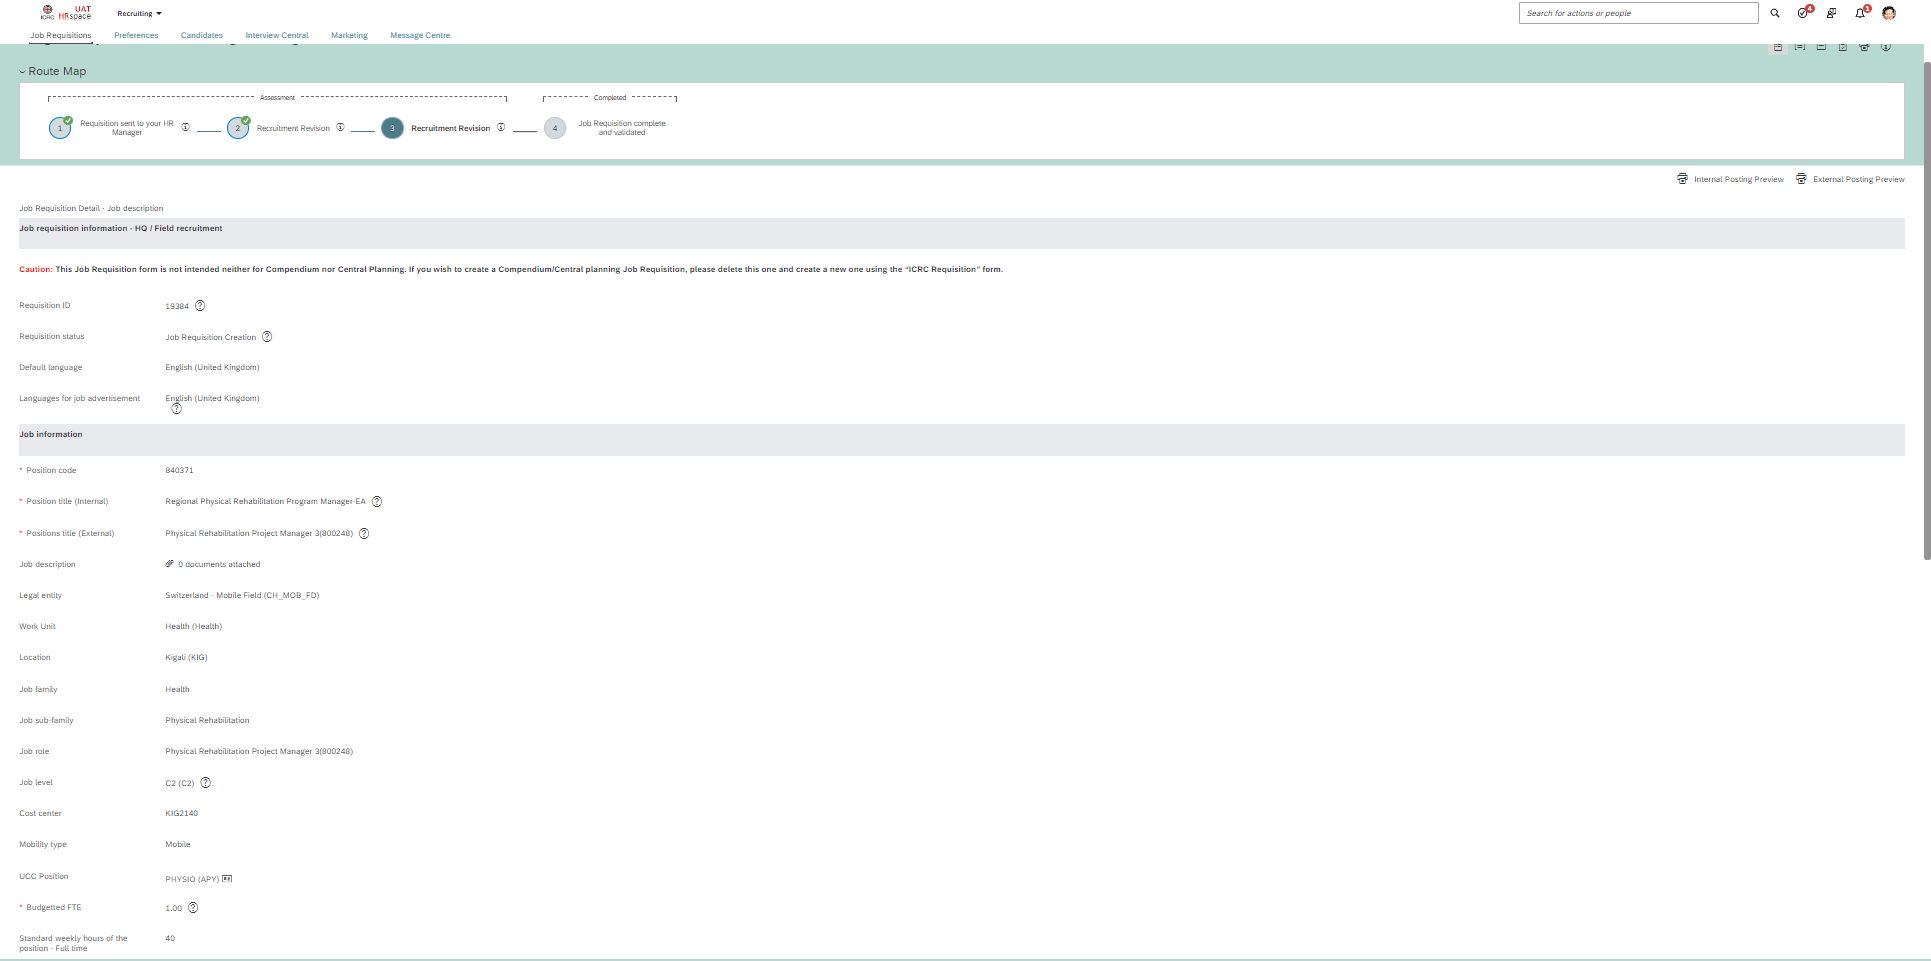 UAT
ICRC HRspace
Recruiting
Search for actions or people
4
1
Job Requisitions
Preferences
Candidates
Interview Central
Marketing
Message Centre
Route Map
Assessment
Completed
1
Requisition sent to your HR
Manager
2
Recruitment Revision
3
Recruitment Revision
4
Job Requisition complete
and validated
Internal Posting Preview
External Posting Preview
Job Requisition Detail - Job description
Job requisition information - HQ / Field recruitment
Caution: This Job Requisition form is not intended neither for Compendium nor Central Planning. If you wish to create a Compendium/Central planning Job Requisition, please delete this one and create a new one using the “ICRC Requisition” form.
Requisition ID 19384
Requisition status Job Requisition Creation
Default language English (United Kingdom)
Languages for job advertisement English (United Kingdom)
Job information
* Position code 840371
* Position title (Internal) Regional Physical Rehabilitation Program Manager-EA
* Positions title (External) Physical Rehabilitation Project Manager 3(800248)
Job description 0 documents attached
Legal entity Switzerland - Mobile Field (CH_MOB_FD)
Work Unit Health (Health)
Location Kigali (KIG)
Job family Health
Job sub-family Physical Rehabilitation
Job role Physical Rehabilitation Project Manager 3(800248)
Job level C2 (C2)
Cost center KIG2140
Mobility type Mobile
UCC Position PHYSIO (APY)
* Budgetted FTE 1.00
Standard weekly hours of the 40
position - Full time